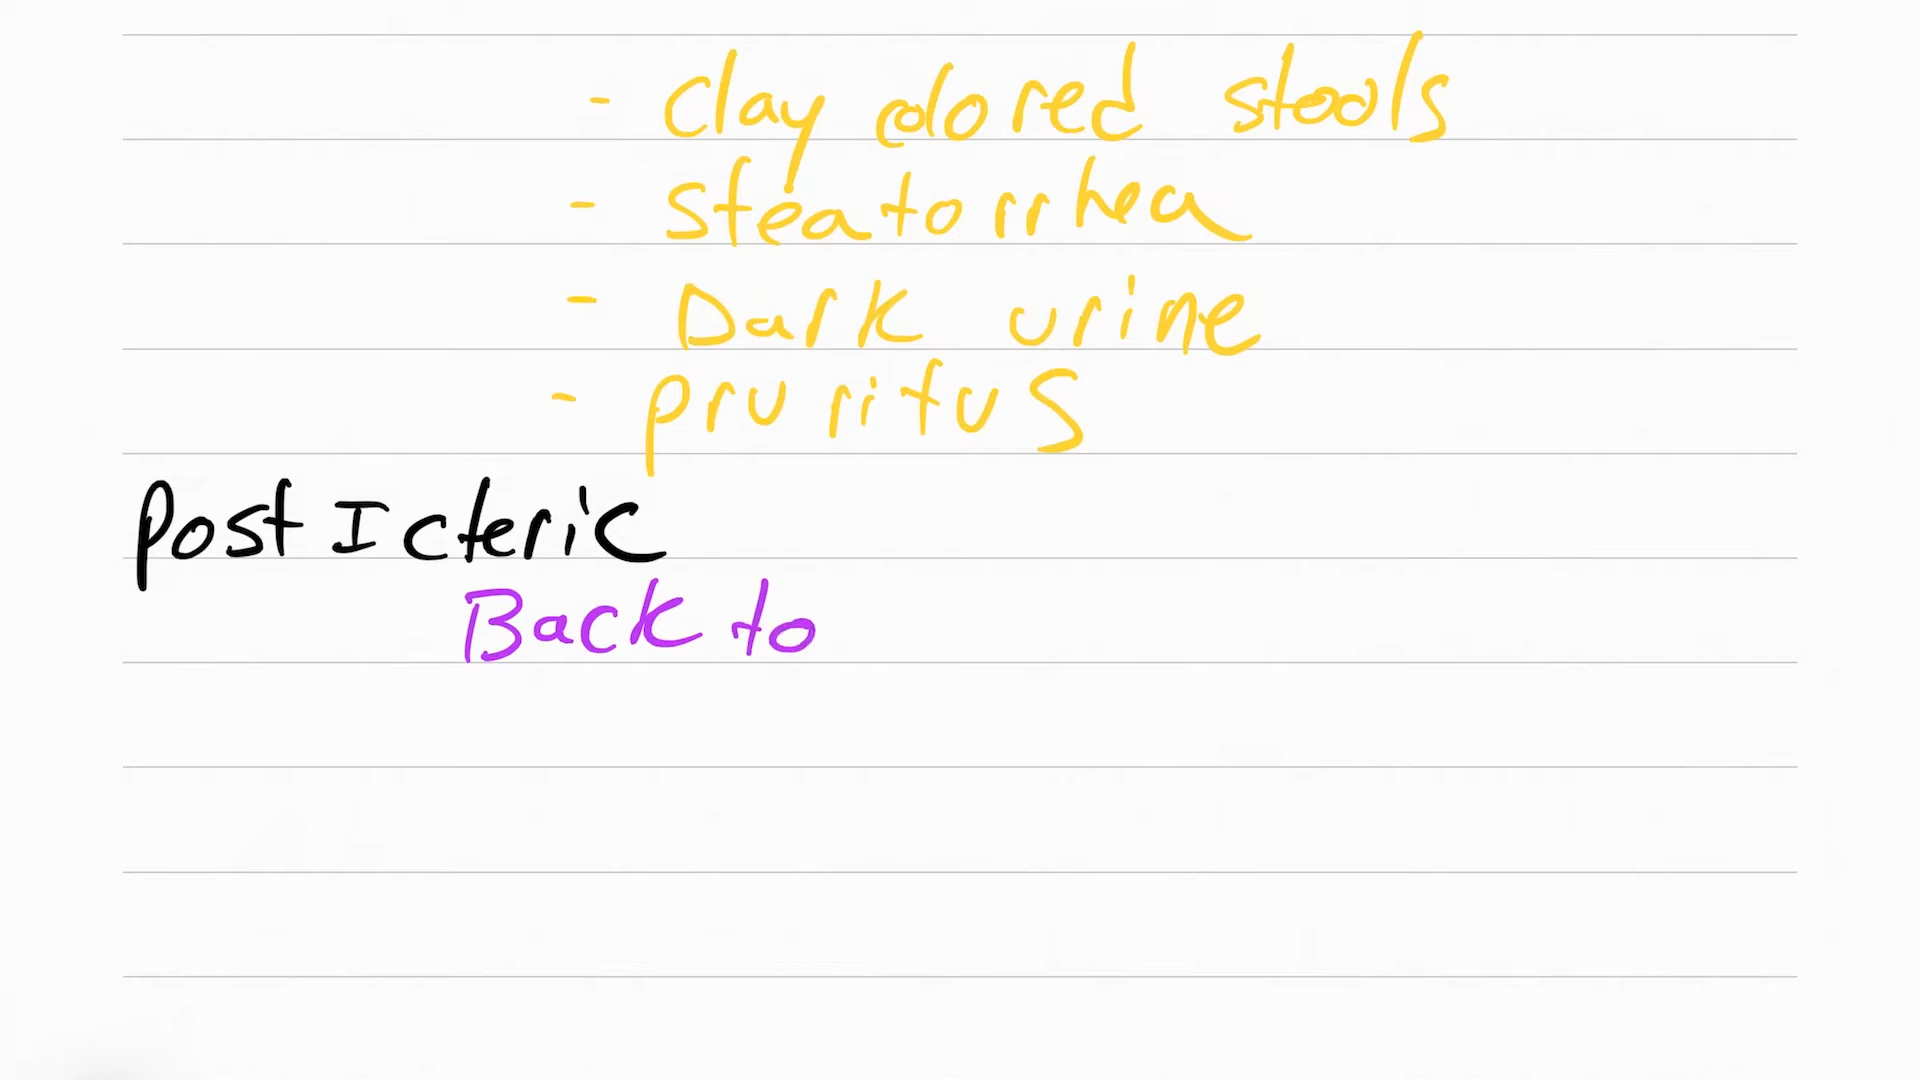 - Clay colored stools
- Steatorrhea
- Dark urine
- pruritus
post Icteric
Back to